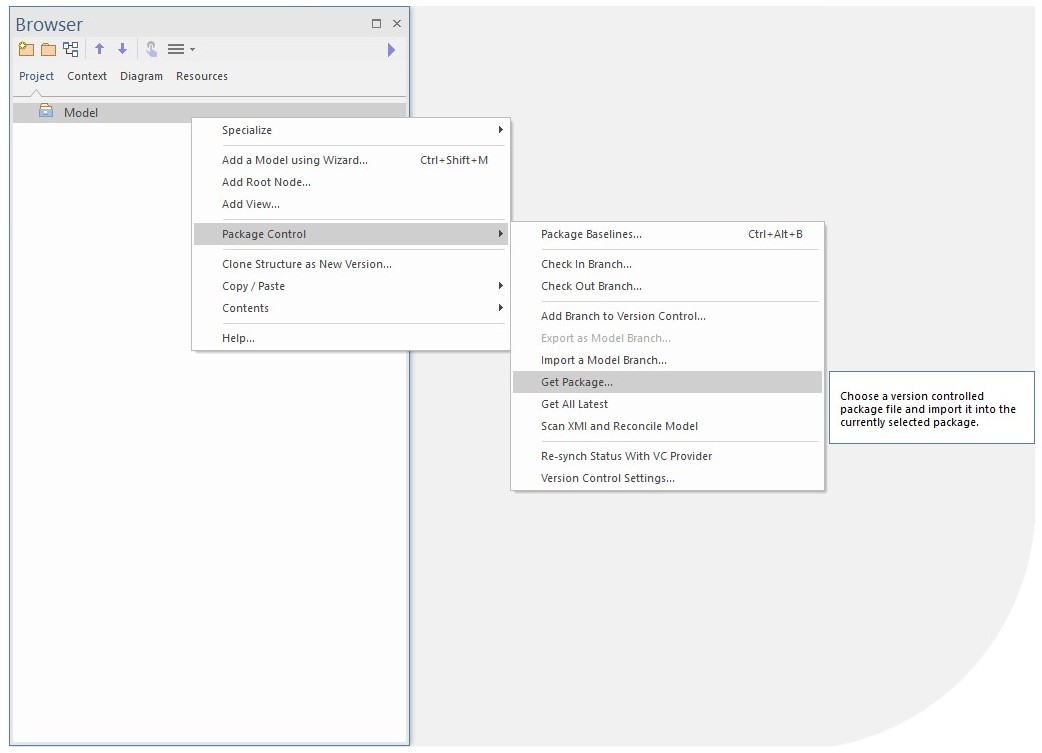 Browser
Project Context Diagram Resources
Model
Specialize
Add a Model using Wizard... Ctrl+Shift+M
Add Root Node...
Add View...
Package Control
Clone Structure as New Version...
Copy / Paste
Contents
Help...
Package Baselines... Ctrl+Alt+B
Check In Branch...
Check Out Branch...
Add Branch to Version Control...
Export as Model Branch...
Import a Model Branch...
Get Package...
Get All Latest
Scan XMI and Reconcile Model
Re-synch Status With VC Provider
Version Control Settings...
Choose a version controlled
package file and import it into the
currently selected package.